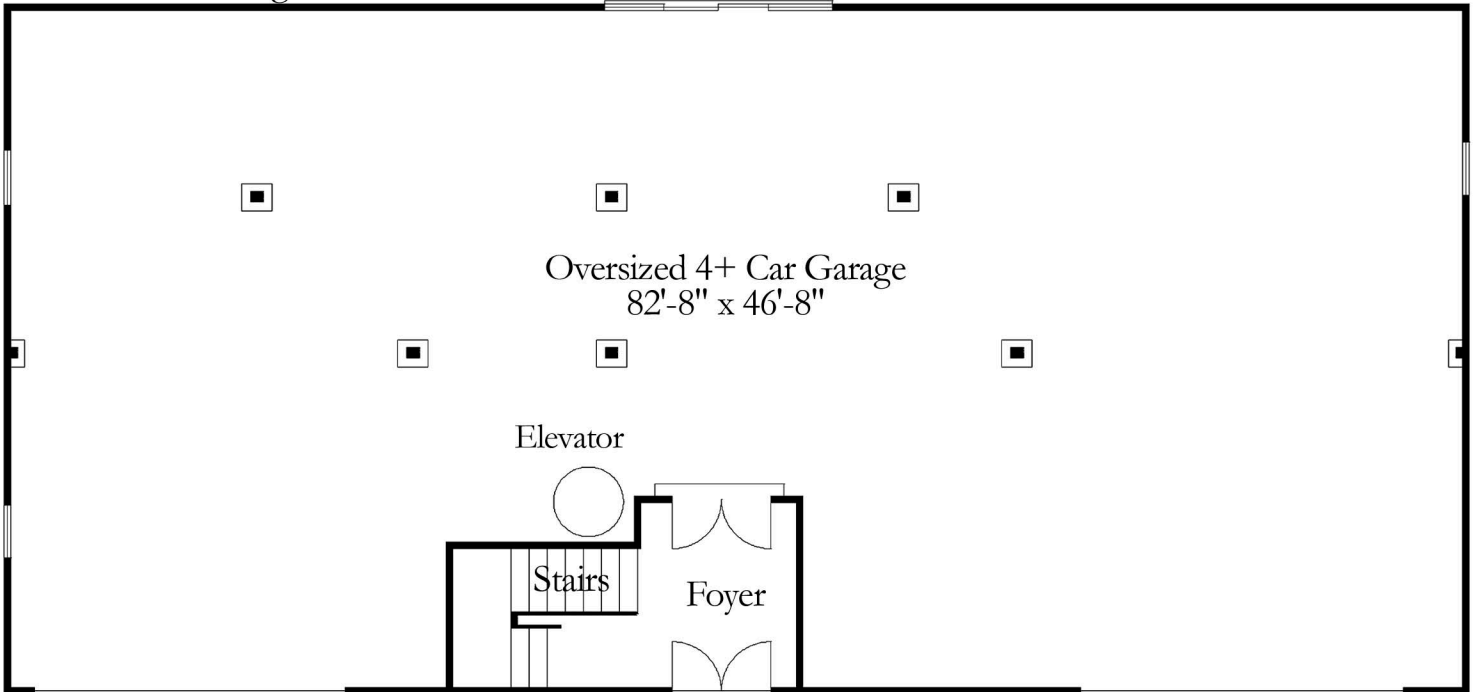 Oversized 4+ Car Garage
82'-8" x 46'-8"
Elevator
Stairs
Foyer